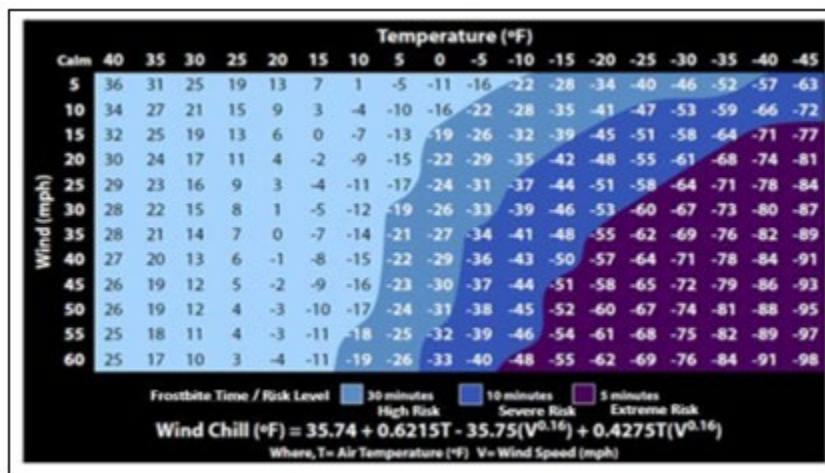 Temperature (°F)
Calm 40 35 30 25 20 15 10 5 0 -5 -10 -15 -20 -25 -30 -35 -40 -45
5 36 31 25 19 13 7 1 -5 -11 -16 -22 -28 -34 -40 -46 -52 -57 -63
10 34 27 21 15 9 3 -4 -10 -16 -22 -28 -35 -41 -47 -53 -59 -66 -72
15 32 25 19 13 6 0 -7 -13 -19 -26 -32 -39 -45 -51 -58 -64 -71 -77
20 30 24 17 11 4 -2 -9 -15 -22 -29 -35 -42 -48 -55 -61 -68 -74 -81
25 29 23 16 9 3 -4 -11 -17 -24 -31 -37 -44 -51 -58 -64 -71 -78 -84
30 28 22 15 8 1 -5 -12 -19 -26 -33 -39 -46 -53 -60 -67 -73 -80 -87
35 28 21 14 7 0 -7 -14 -21 -27 -34 -41 -48 -55 -62 -69 -76 -82 -89
40 27 20 13 6 -1 -8 -15 -22 -29 -36 -43 -50 -57 -64 -71 -78 -84 -91
45 26 19 12 5 -2 -9 -16 -23 -30 -37 -44 -51 -58 -65 -72 -79 -86 -93
50 26 19 12 4 -3 -10 -17 -24 -31 -38 -45 -52 -60 -67 -74 -81 -88 -95
55 25 18 11 4 -3 -11 -18 -25 -32 -39 -46 -54 -61 -68 -75 -82 -89 -97
60 25 17 10 3 -4 -11 -19 -26 -33 -40 -48 -55 -62 -69 -76 -84 -91 -98
Wind (mph)
Frostbite Time / Risk Level 30 minutes 10 minutes 5 minutes
High Risk Severe Risk Extreme Risk
Wind Chill (°F) = 35.74 + 0.6215T - 35.75(V^0.16) + 0.4275T(V^0.16)
Where, T= Air Temperature (°F) V= Wind Speed (mph)